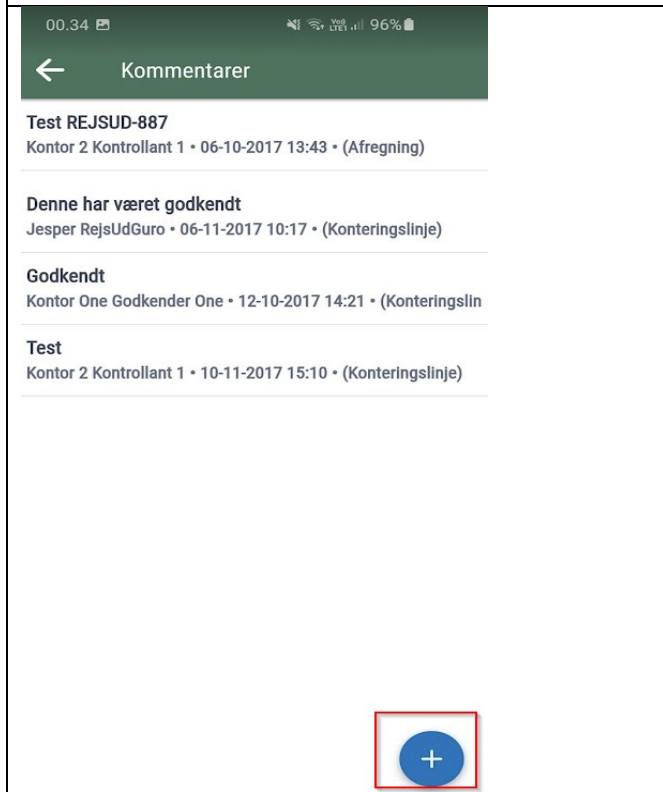 00.34 96%
Kommentarer
Test REJSUD-887
Kontor 2 Kontrollant 1 • 06-10-2017 13:43 • (Afregning)
Denne har været godkendt
Jesper RejsUdGuro • 06-11-2017 10:17 • (Konteringslinje)
Godkendt
Kontor One Godkender One • 12-10-2017 14:21 • (Konteringslin
Test
Kontor 2 Kontrollant 1 • 10-11-2017 15:10 • (Konteringslinje)